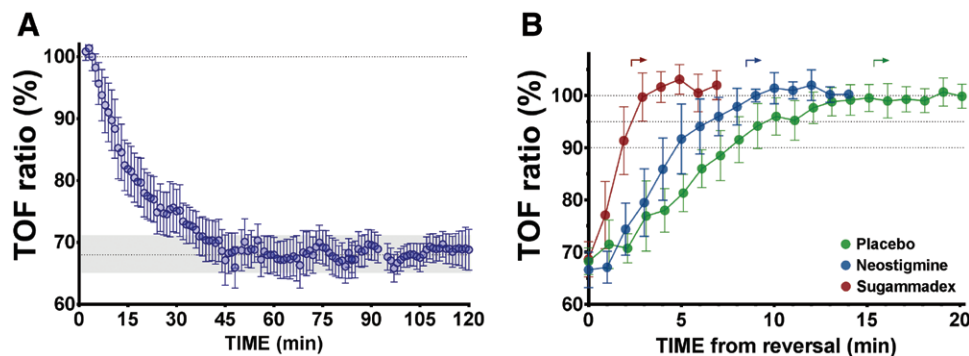 A
TOF ratio (%)
100
90
80
70
60
0
15
30
45
60
75
90
105
120
TIME (min)
B
TOF ratio (%)
100
90
80
70
60
0
5
10
15
20
Placebo
Neostigmine
Sugammadex
TIME from reversal (min)